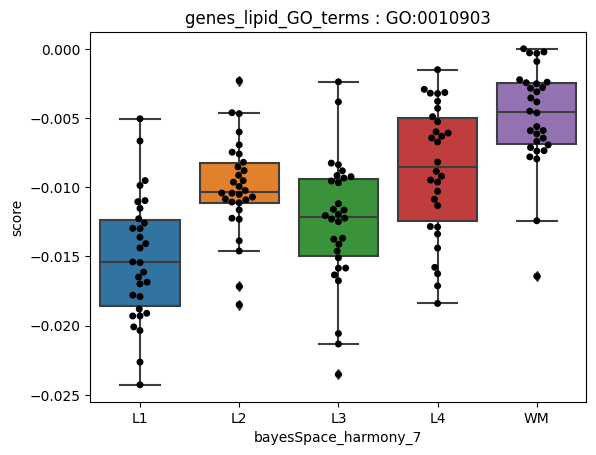 genes_lipid_GO_terms : GO:0010903
0.000
−0.005
−0.010
−0.015
−0.020
−0.025
score
L1 L2 L3 L4 WM
bayesSpace_harmony_7